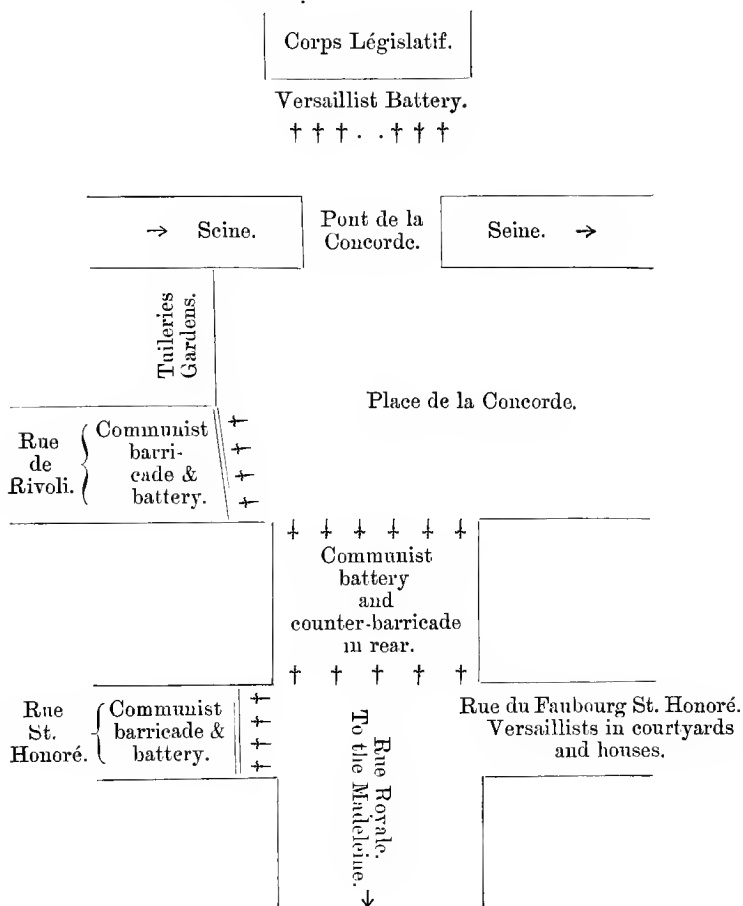 Corps Législatif.
Versaillist Battery.
† † † . . † † †
→ Seine.
Pont de la
Concorde.
Seine. →
Tuileries
Gardens.
Place de la Concorde.
Rue
de
Rivoli.
Communist
barri-
cade &
battery.
Communist
battery
and
counter-barricade
in rear.
Rue
St.
Honoré.
Communist
barricade &
battery.
Rue du Faubourg St. Honoré.
Versaillists in courtyards
and houses.
Rue Royale.
To the Madeleine.